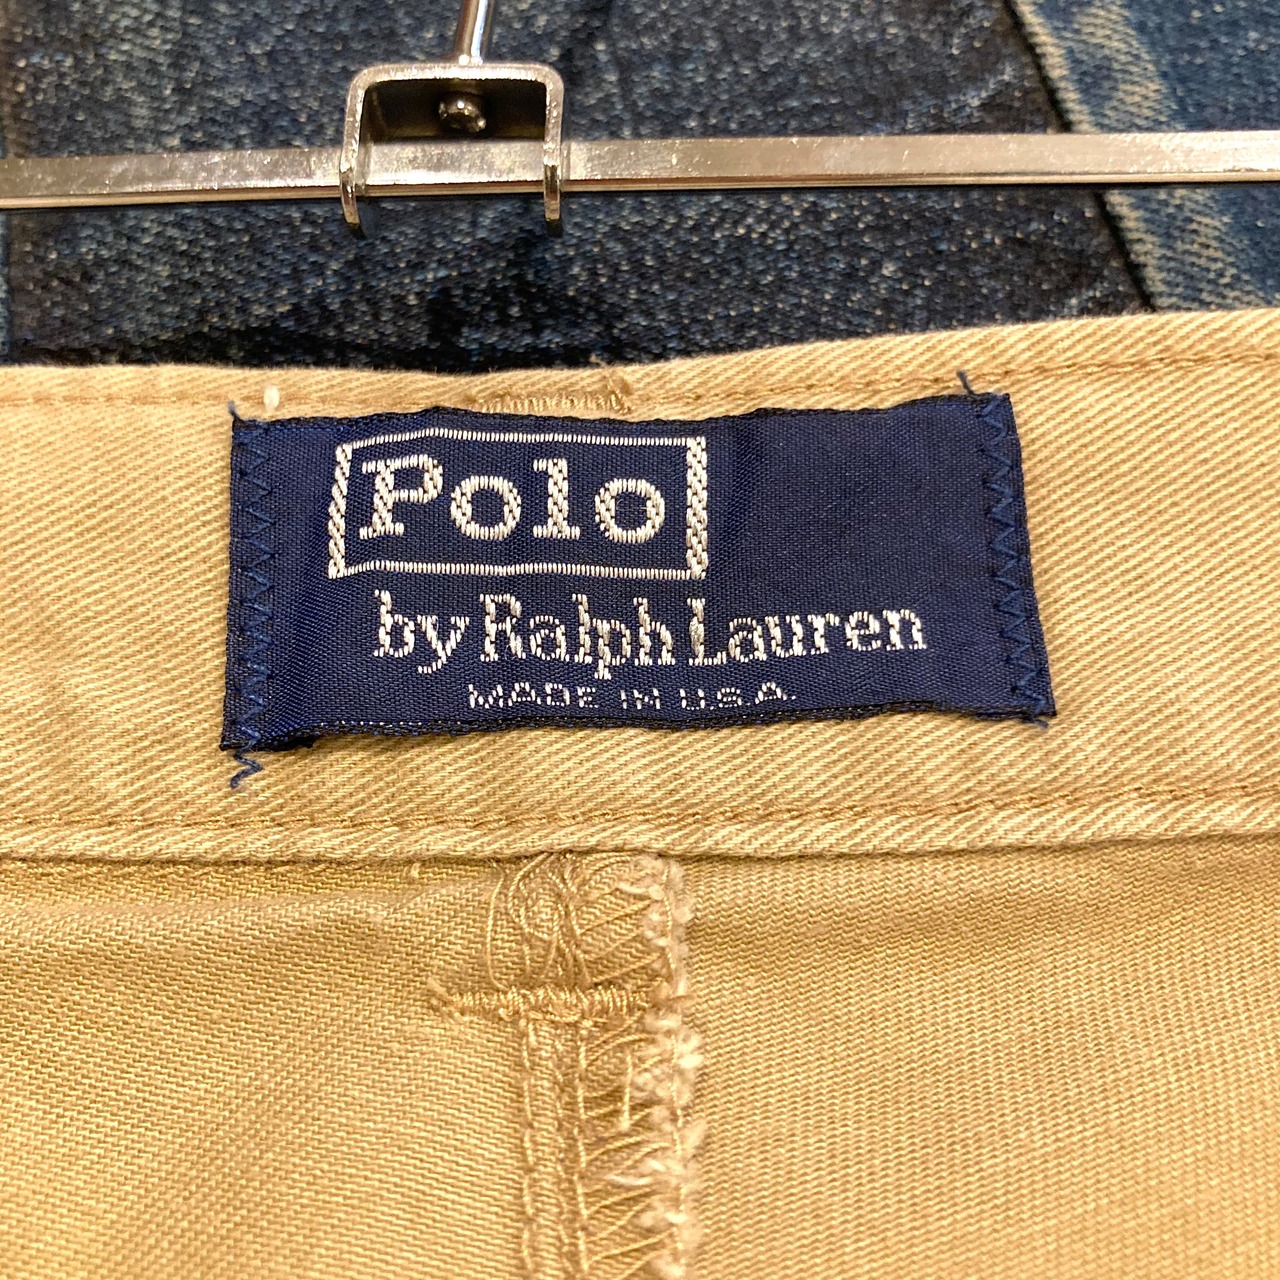 Polo
by Ralph Lauren
MADE IN U.S.A.